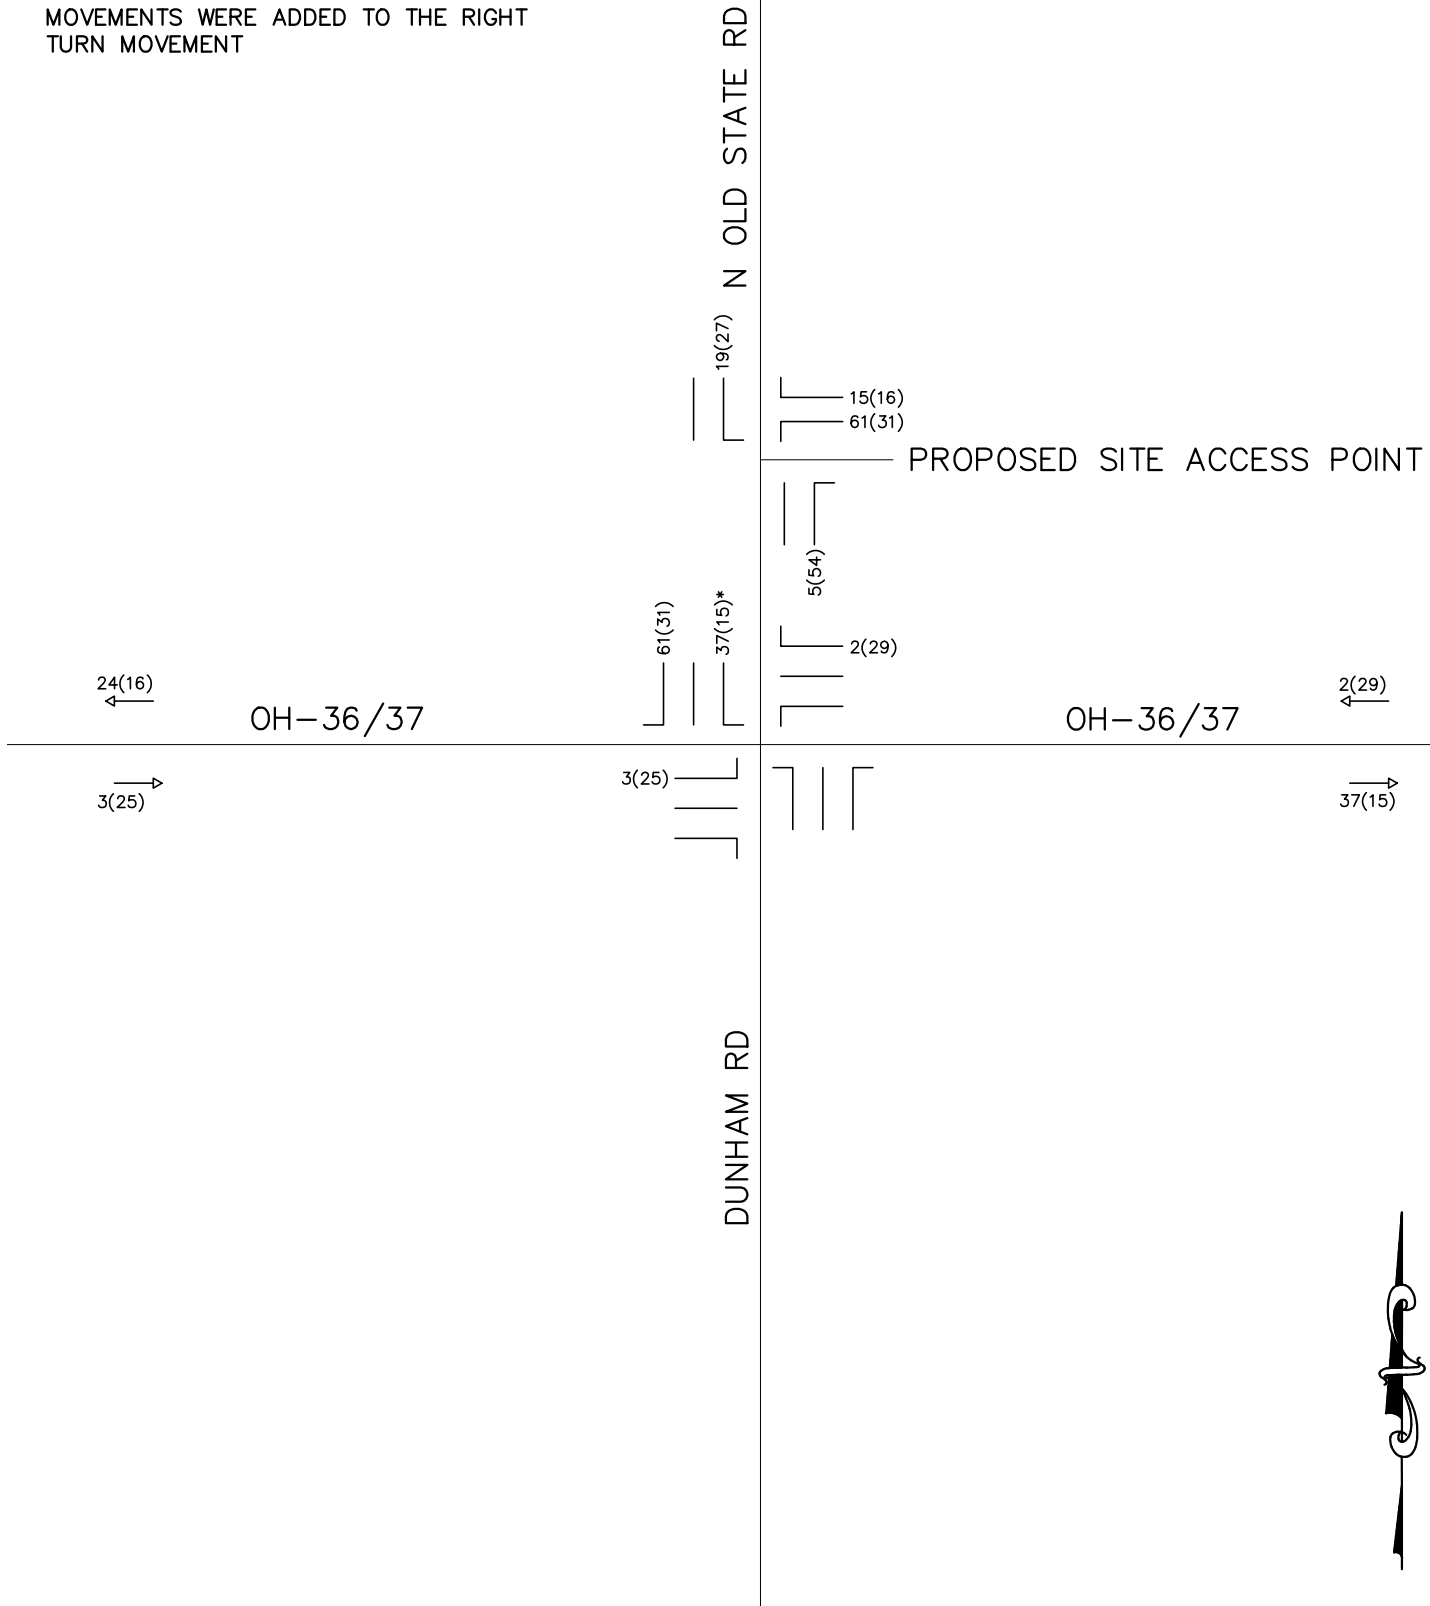 MOVEMENTS WERE ADDED TO THE RIGHT
TURN MOVEMENT
N OLD STATE RD
19(27)
15(16)
61(31)
PROPOSED SITE ACCESS POINT
5(54)
61(31)
37(15)*
2(29)
24(16)
OH-36/37
OH-36/37
2(29)
3(25)
3(25)
37(15)
DUNHAM RD